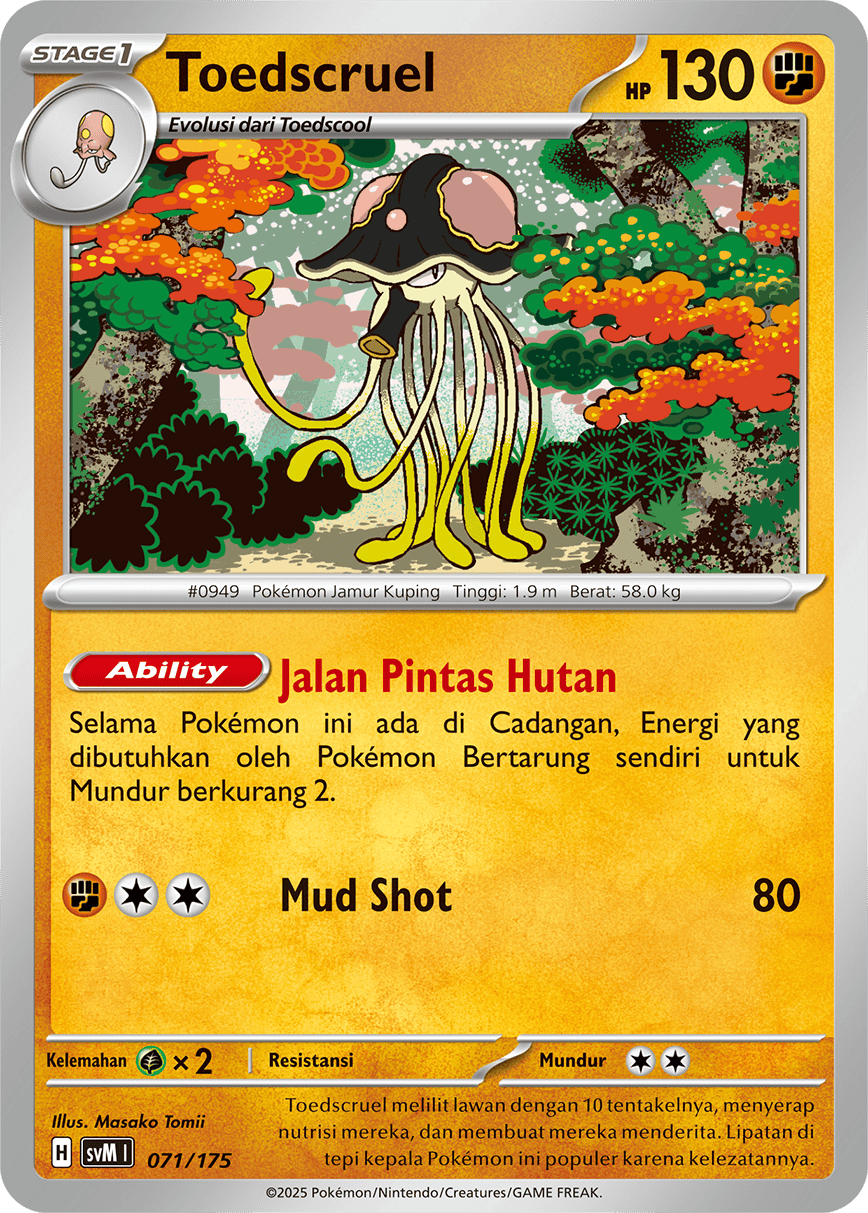 STAGE1
Toedscruel
HP 130
Evolusi dari Toedscool
#0949 Pokémon Jamur Kuping Tinggi: 1.9 m Berat: 58.0 kg
Ability Jalan Pintas Hutan
Selama Pokémon ini ada di Cadangan, Energi yang
dibutuhkan oleh Pokémon Bertarung sendiri untuk
Mundur berkurang 2.
Mud Shot 80
Kelemahan ×2 Resistansi Mundur
Illus. Masako Tomii
H svM I 071/175
Toedscruel melilit lawan dengan 10 tentakelnya, menyerap
nutrisi mereka, dan membuat mereka menderita. Lipatan di
tepi kepala Pokémon ini populer karena kelezatannya.
©2025 Pokémon/Nintendo/Creatures/GAME FREAK.